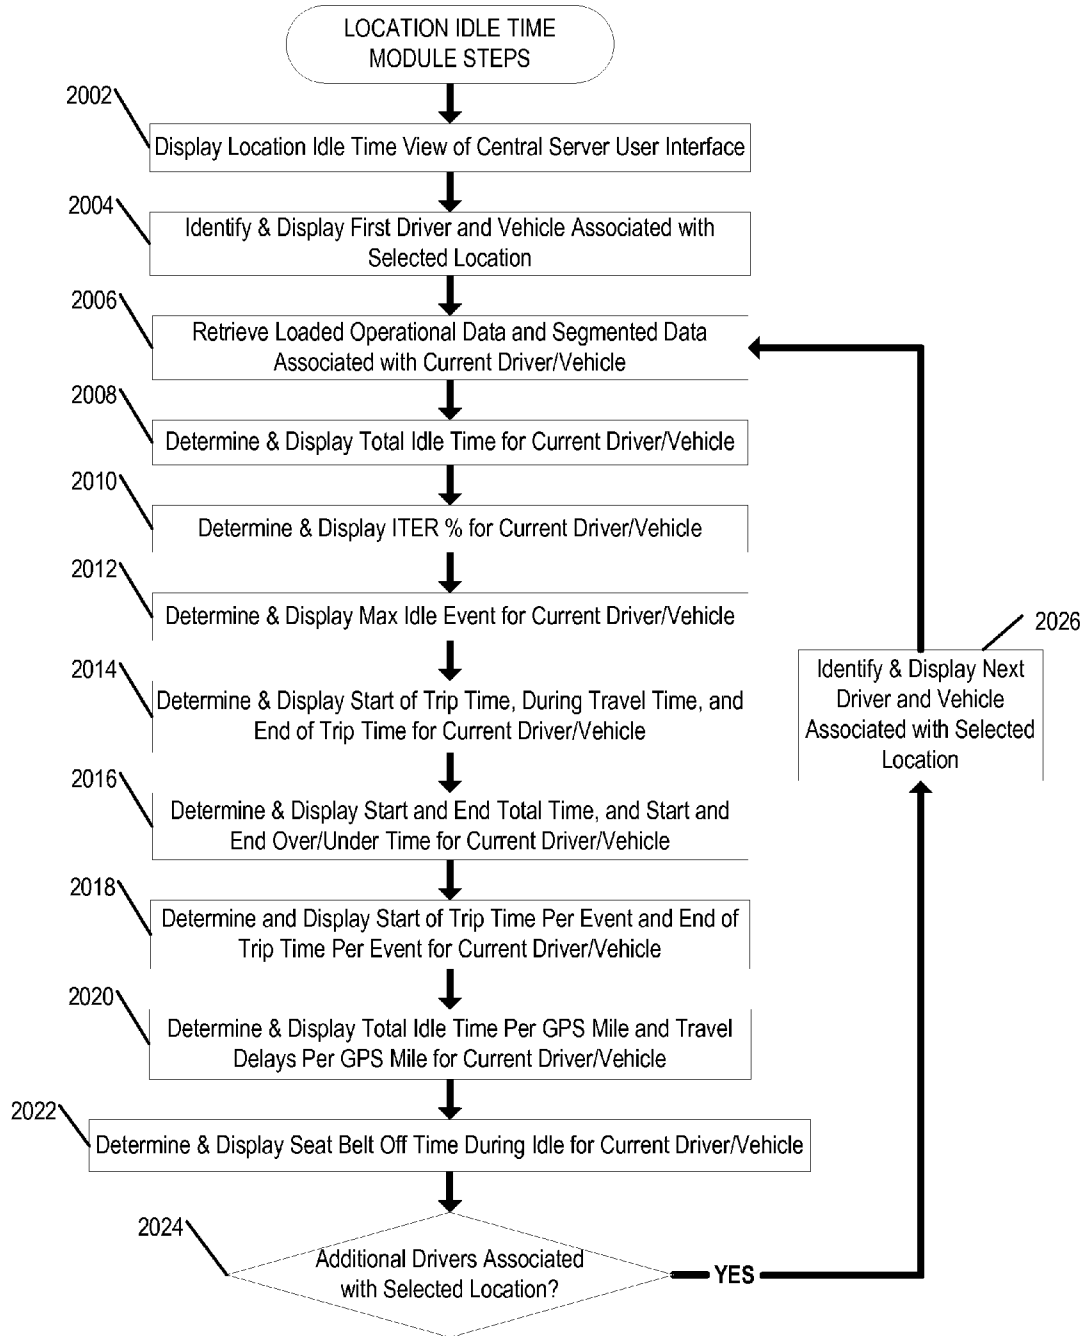 LOCATION IDLE TIME
MODULE STEPS
2002
Display Location Idle Time View of Central Server User Interface
2004
Identify & Display First Driver and Vehicle Associated with
Selected Location
2006
Retrieve Loaded Operational Data and Segmented Data
Associated with Current Driver/Vehicle
2008
Determine & Display Total Idle Time for Current Driver/Vehicle
2010
Determine & Display ITER % for Current Driver/Vehicle
2012
Determine & Display Max Idle Event for Current Driver/Vehicle
2014
Determine & Display Start of Trip Time, During Travel Time, and
End of Trip Time for Current Driver/Vehicle
2016
Determine & Display Start and End Total Time, and Start and
End Over/Under Time for Current Driver/Vehicle
2018
Determine and Display Start of Trip Time Per Event and End of
Trip Time Per Event for Current Driver/Vehicle
2020
Determine & Display Total Idle Time Per GPS Mile and Travel
Delays Per GPS Mile for Current Driver/Vehicle
2022
Determine & Display Seat Belt Off Time During Idle for Current Driver/Vehicle
2024
Additional Drivers Associated
with Selected Location?
YES
2026
Identify & Display Next
Driver and Vehicle
Associated with Selected
Location